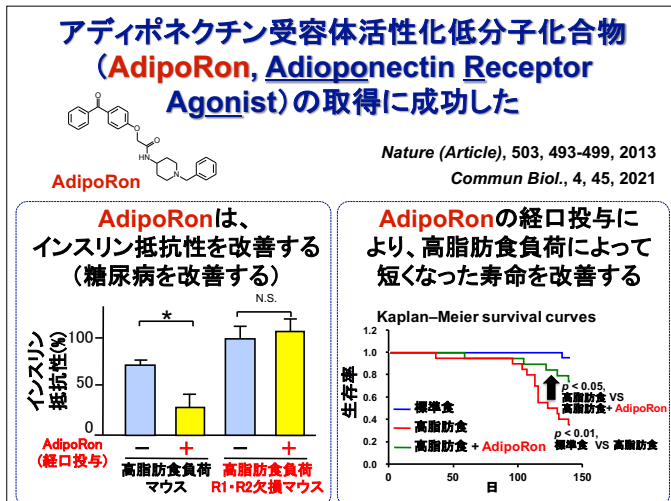 アディポネクチン受容体活性化低分子化合物
（AdipoRon, Adioponectin Receptor
Agonist）の取得に成功した
O
O
O
HN
N
AdipoRon
Nature (Article), 503, 493-499, 2013
Commun Biol., 4, 45, 2021
AdipoRonは、
インスリン抵抗性を改善する
（糖尿病を改善する）
N.S.
*
インスリン
抵抗性(%)
100
50
0
AdipoRon
（経口投与）
− + − +
高脂肪食負荷
マウス
高脂肪食負荷
R1・R2欠損マウス
AdipoRonの経口投与に
より、高脂肪食負荷によって
短くなった寿命を改善する
Kaplan–Meier survival curves
生存率
1.2
1.0
0.8
0.6
0.4
0.2
0.0
標準食
高脂肪食
高脂肪食 + AdipoRon
p < 0.05,
高脂肪食 VS
高脂肪食+ AdipoRon
p < 0.01,
標準食 VS 高脂肪食
0 70 140
日